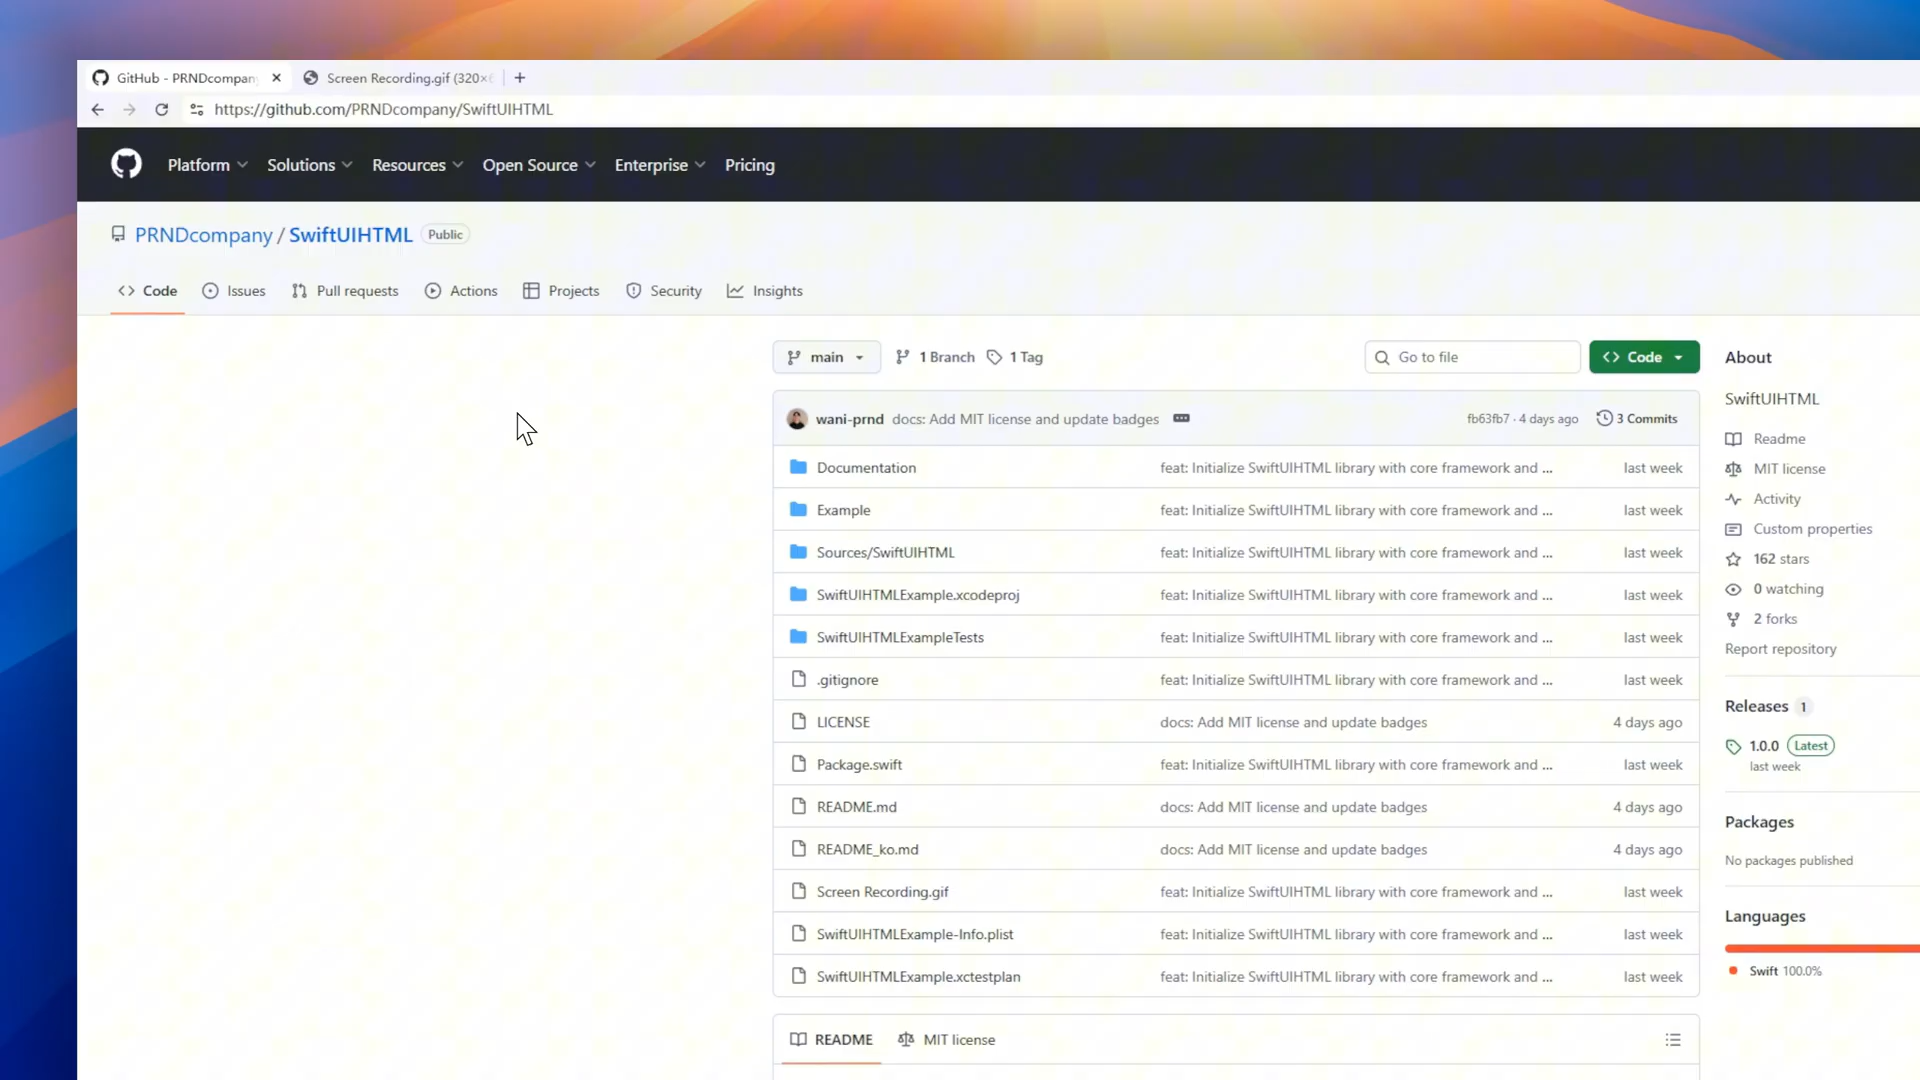 GitHub - PRNDcompany
Screen Recording.gif (320×
https://github.com/PRNDcompany/SwiftUIHTML
Platform Solutions Resources Open Source Enterprise Pricing
PRNDcompany / SwiftUIHTML Public
Code Issues Pull requests Actions Projects Security Insights
main 1 Branch 1 Tag Go to file Code
wani-prnd docs: Add MIT license and update badges fb63fb7 · 4 days ago 3 Commits
Documentation feat: Initialize SwiftUIHTML library with core framework and ... last week
Example feat: Initialize SwiftUIHTML library with core framework and ... last week
Sources/SwiftUIHTML feat: Initialize SwiftUIHTML library with core framework and ... last week
SwiftUIHTMLExample.xcodeproj feat: Initialize SwiftUIHTML library with core framework and ... last week
SwiftUIHTMLExampleTests feat: Initialize SwiftUIHTML library with core framework and ... last week
.gitignore feat: Initialize SwiftUIHTML library with core framework and ... last week
LICENSE docs: Add MIT license and update badges 4 days ago
Package.swift feat: Initialize SwiftUIHTML library with core framework and ... last week
README.md docs: Add MIT license and update badges 4 days ago
README_ko.md docs: Add MIT license and update badges 4 days ago
Screen Recording.gif feat: Initialize SwiftUIHTML library with core framework and ... last week
SwiftUIHTMLExample-Info.plist feat: Initialize SwiftUIHTML library with core framework and ... last week
SwiftUIHTMLExample.xctestplan feat: Initialize SwiftUIHTML library with core framework and ... last week
README MIT license
About
SwiftUIHTML
Readme
MIT license
Activity
Custom properties
162 stars
0 watching
2 forks
Report repository
Releases 1
1.0.0 Latest
last week
Packages
No packages published
Languages
Swift 100.0%